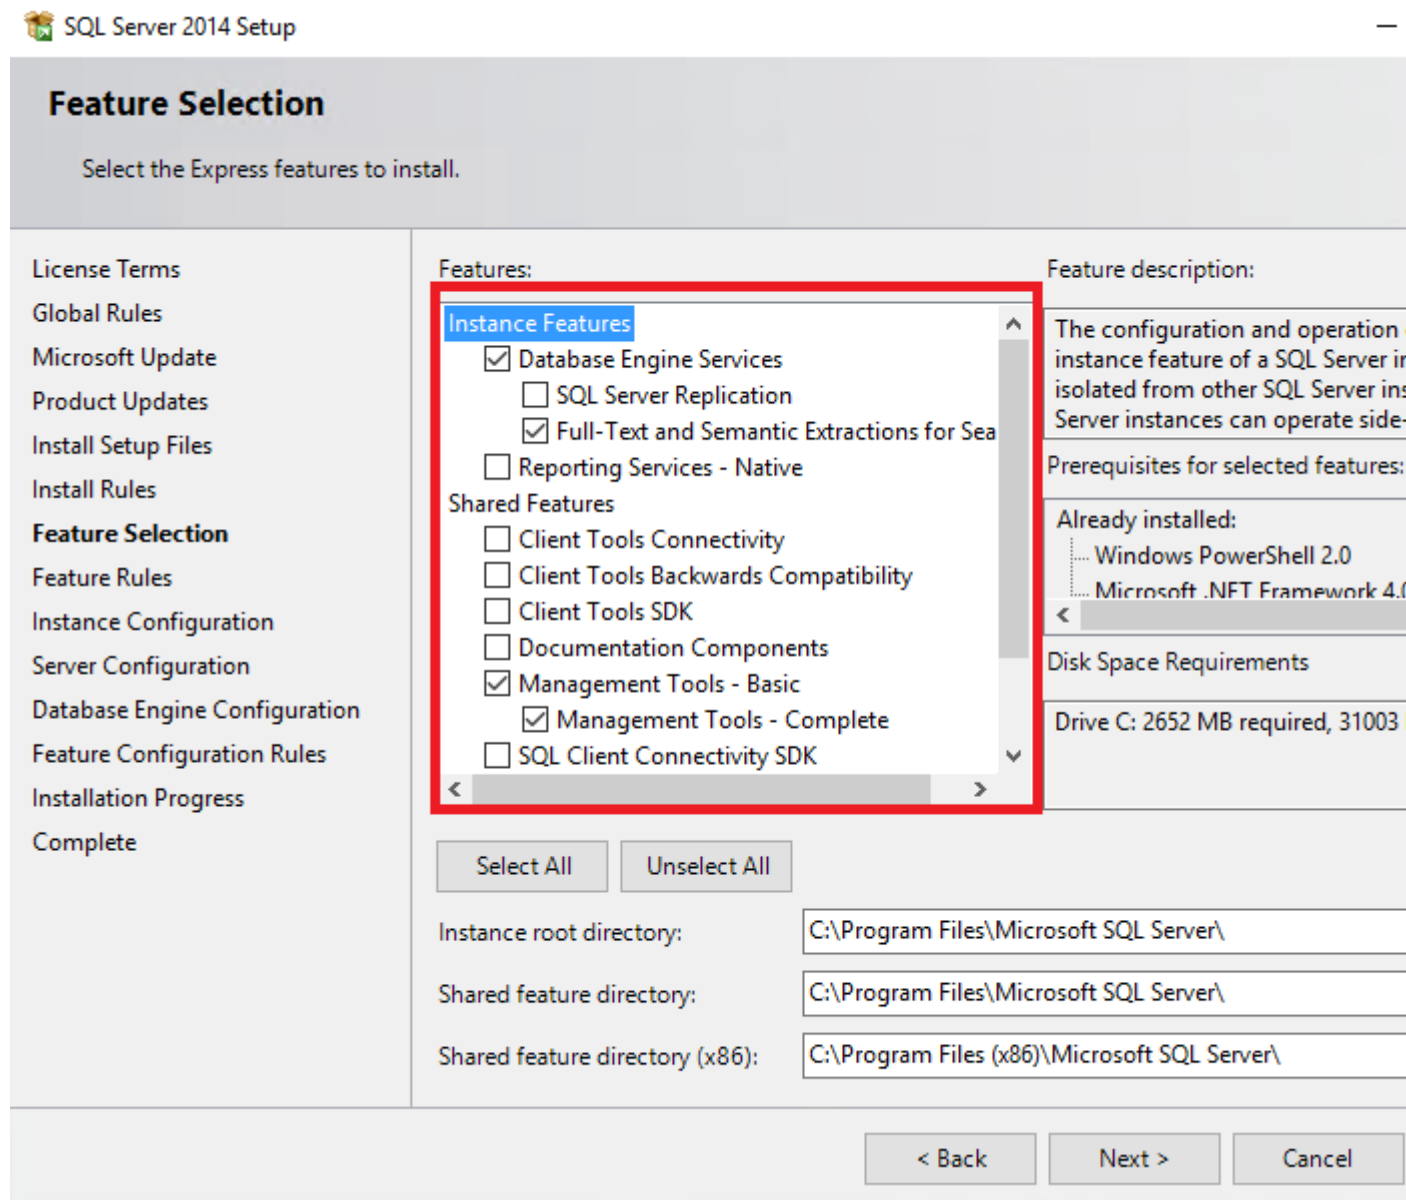 SQL Server 2014 Setup
Feature Selection
Select the Express features to install.
License Terms
Global Rules
Microsoft Update
Product Updates
Install Setup Files
Install Rules
Feature Selection
Feature Rules
Instance Configuration
Server Configuration
Database Engine Configuration
Feature Configuration Rules
Installation Progress
Complete
Features:
Instance Features
Database Engine Services
SQL Server Replication
Full-Text and Semantic Extractions for Sea
Reporting Services - Native
Shared Features
Client Tools Connectivity
Client Tools Backwards Compatibility
Client Tools SDK
Documentation Components
Management Tools - Basic
Management Tools - Complete
SQL Client Connectivity SDK
Feature description:
The configuration and operation
instance feature of a SQL Server
isolated from other SQL Server
Server instances can operate side-
Prerequisites for selected features:
Already installed:
Windows PowerShell 2.0
Microsoft .NET Framework 4.0
Disk Space Requirements
Drive C: 2652 MB required, 31003
Select All
Unselect All
Instance root directory:
C:\Program Files\Microsoft SQL Server\
Shared feature directory:
C:\Program Files\Microsoft SQL Server\
Shared feature directory (x86):
C:\Program Files (x86)\Microsoft SQL Server\
< Back
Next >
Cancel